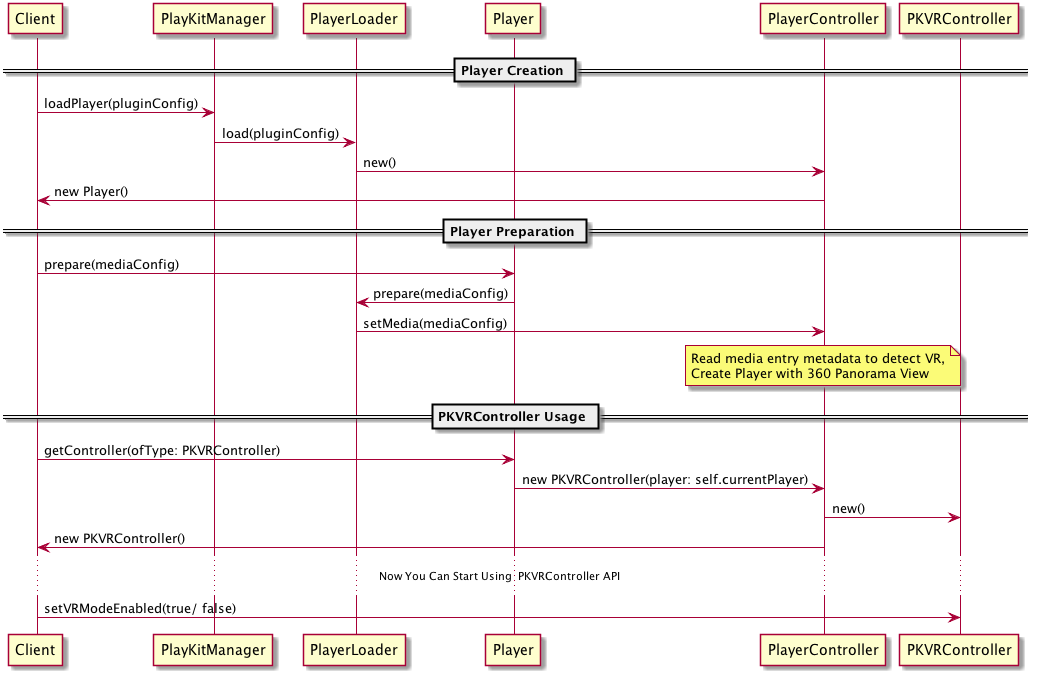 Client PlayKitManager PlayerLoader Player PlayerController PKVRController
Player Creation
loadPlayer(pluginConfig)
load(pluginConfig)
new()
new Player()
Player Preparation
prepare(mediaConfig)
prepare(mediaConfig)
setMedia(mediaConfig)
Read media entry metadata to detect VR,
Create Player with 360 Panorama View
PKVRController Usage
getController(ofType: PKVRController)
new PKVRController(player: self.currentPlayer)
new()
new PKVRController()
Now You Can Start Using PKVRController API
setVRModeEnabled(true/ false)
Client PlayKitManager PlayerLoader Player PlayerController PKVRController